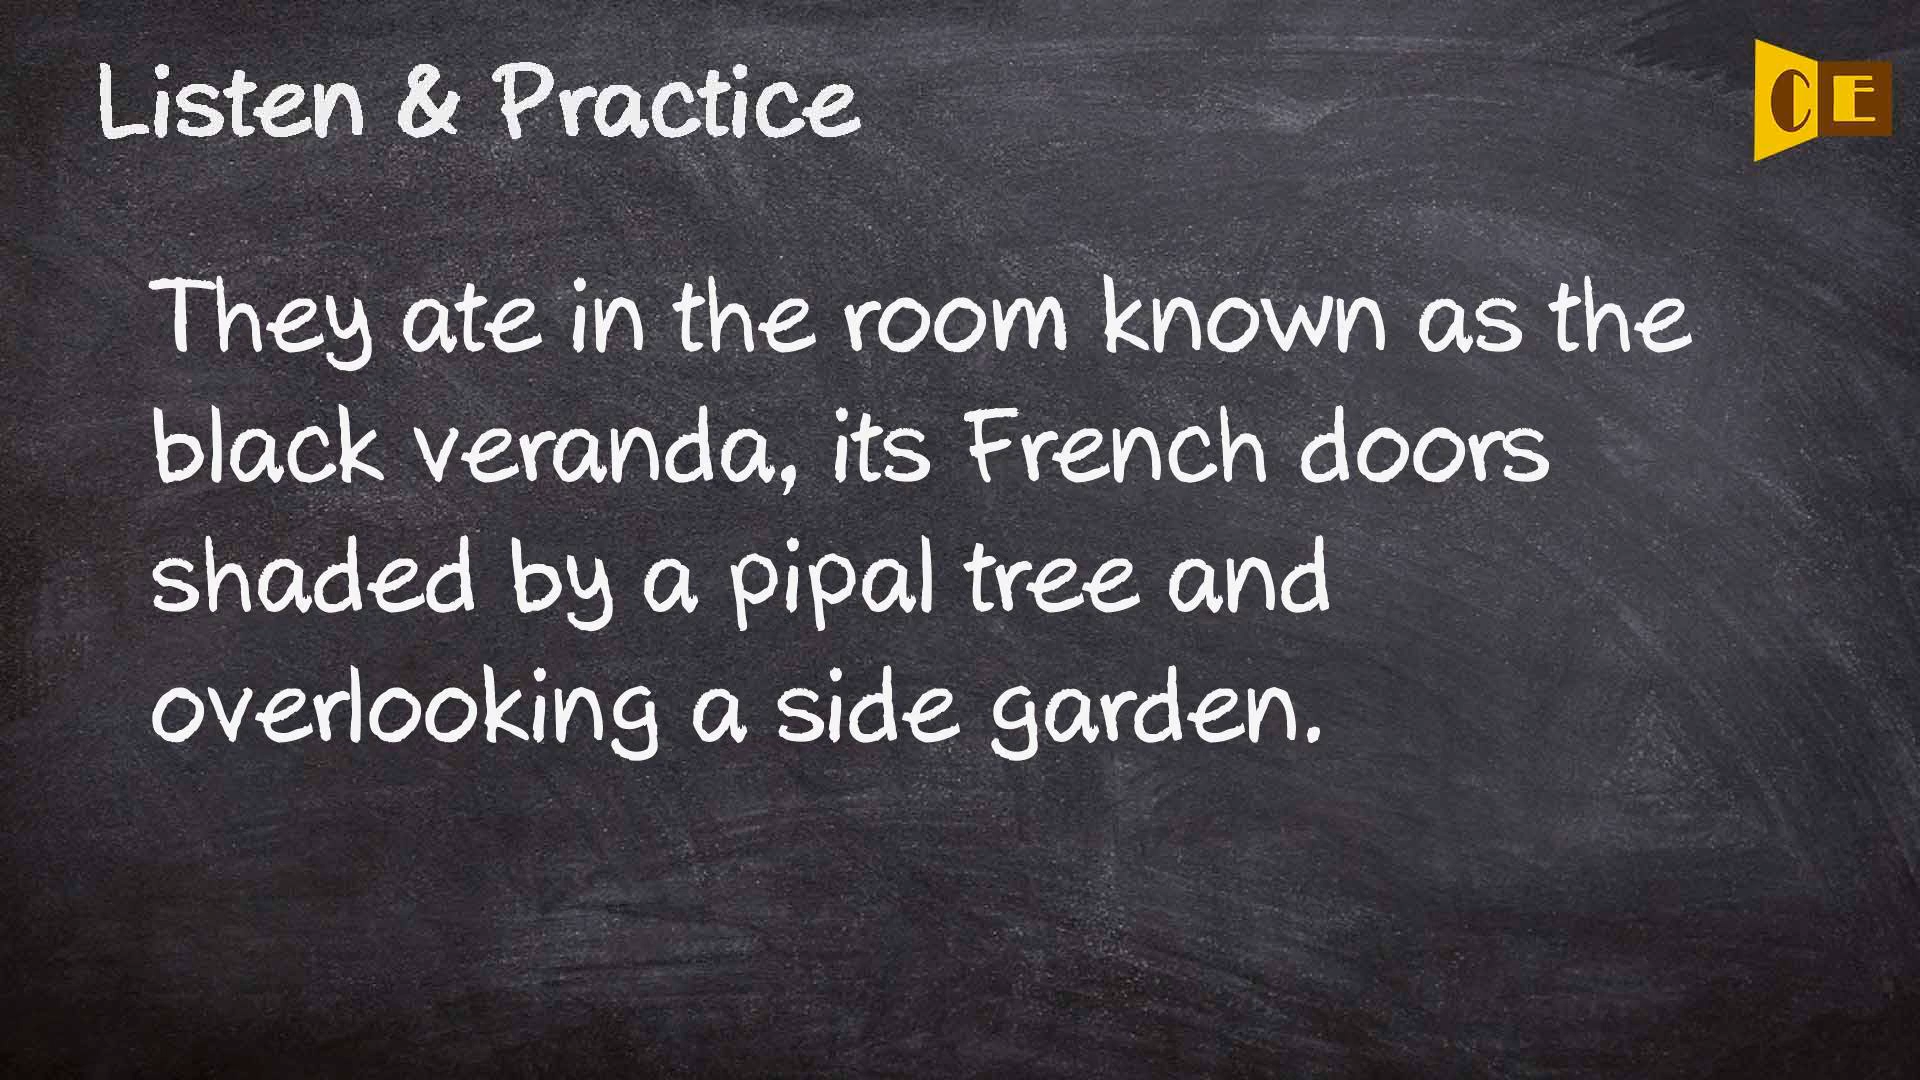 Listen & Practice
CE
They ate in the room known as the
black veranda, its French doors
shaded by a pipal tree and
overlooking a side garden.